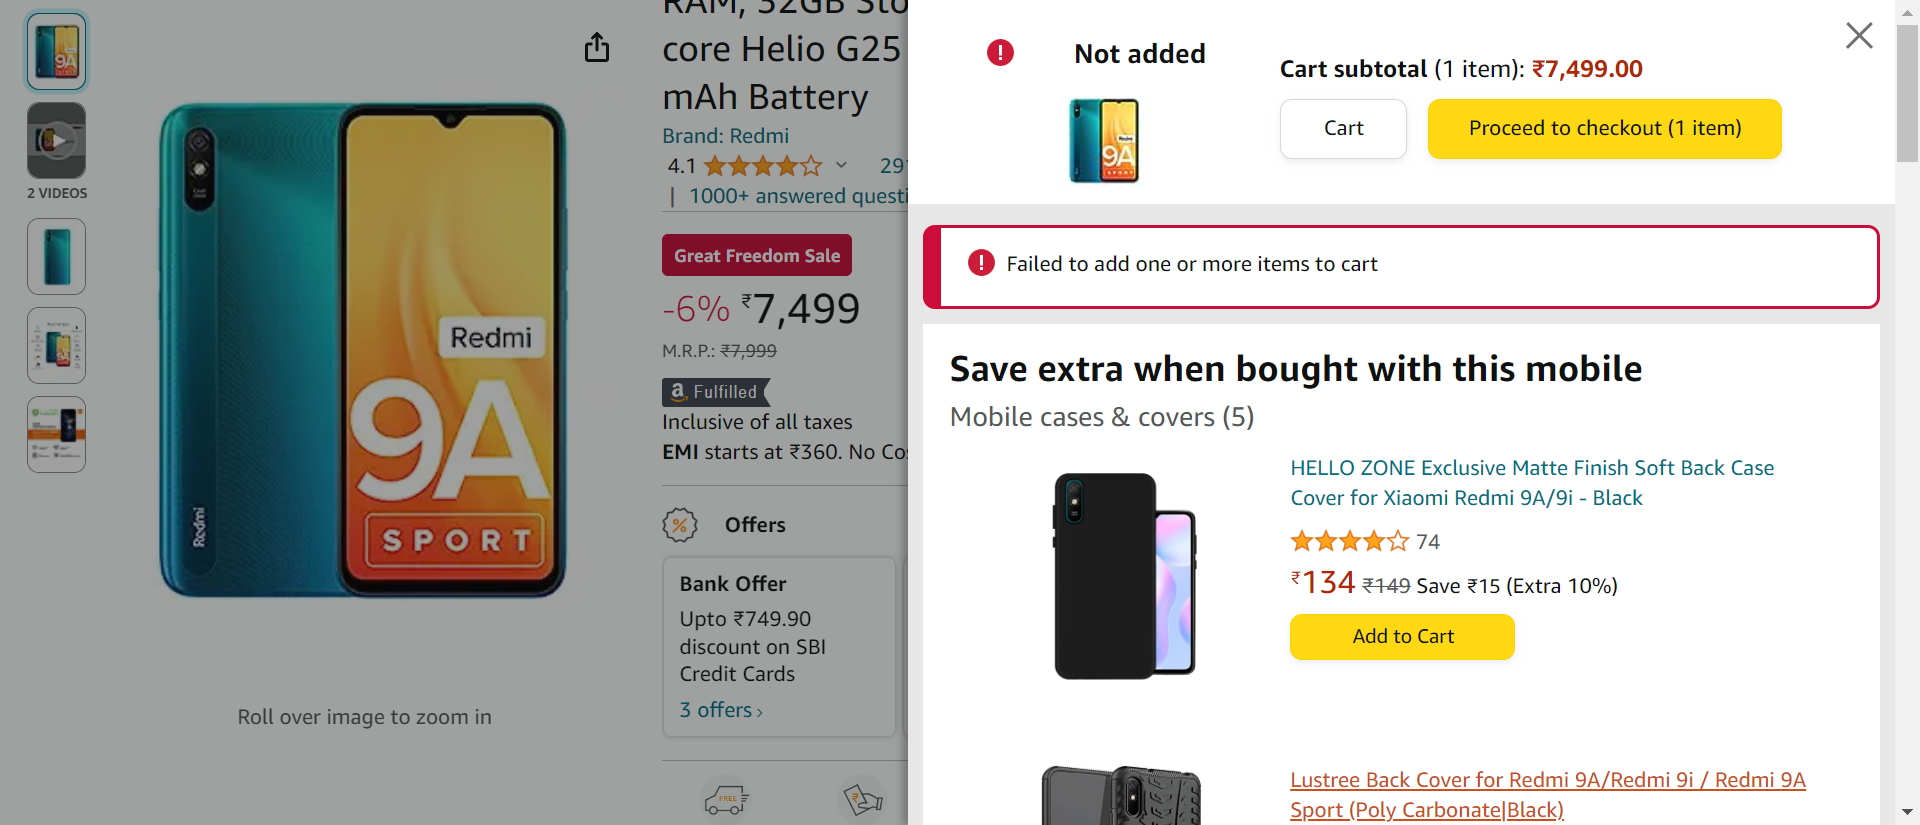 2 VIDEOS
Redmi
Redmi
9A
SPORT
Roll over image to zoom in
RAM, 32GB Sto
core Helio G25
mAh Battery
Brand: Redmi
4.1
29
| 1000+ answered questi
Great Freedom Sale
-6% ₹7,499
M.R.P.: ₹7,999
a Fulfilled
Inclusive of all taxes
EMI starts at ₹360. No Co
Offers
Bank Offer
Upto ₹749.90
discount on SBI
Credit Cards
3 offers ›
FREE
Not added
Redmi
9A
SPORT
Cart subtotal (1 item): ₹7,499.00
Cart
Proceed to checkout (1 item)
Failed to add one or more items to cart
Save extra when bought with this mobile
Mobile cases & covers (5)
HELLO ZONE Exclusive Matte Finish Soft Back Case
Cover for Xiaomi Redmi 9A/9i - Black
74
₹134 ₹149 Save ₹15 (Extra 10%)
Add to Cart
Lustree Back Cover for Redmi 9A/Redmi 9i / Redmi 9A
Sport (Poly Carbonate|Black)